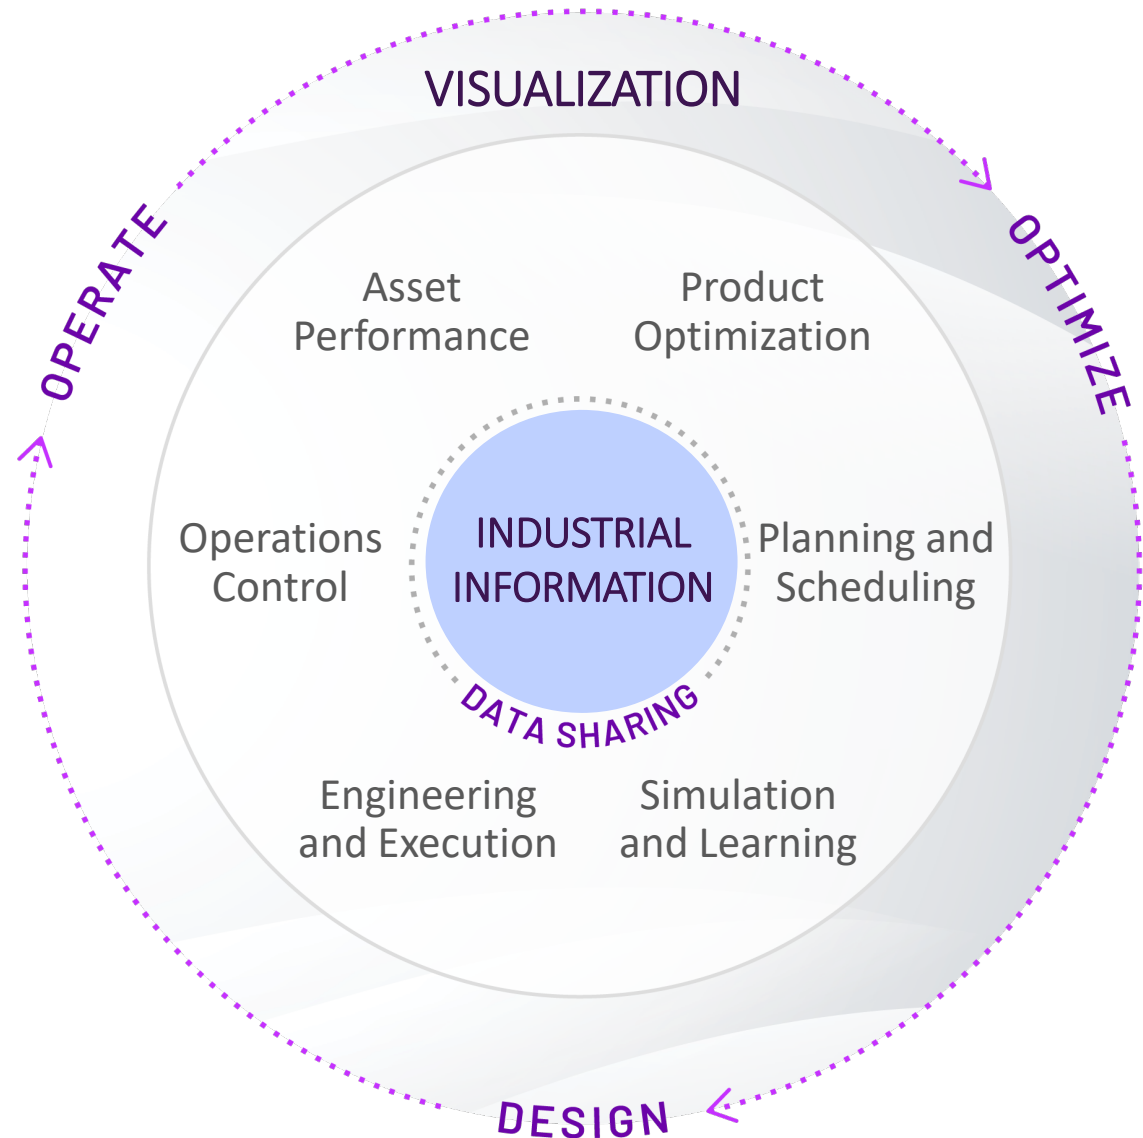 VISUALIZATION
OPERATE
OPTIMIZE
Asset
Performance
Product
Optimization
Operations
Control
INDUSTRIAL
INFORMATION
Planning and
Scheduling
DATA SHARING
Engineering
and Execution
Simulation
and Learning
DESIGN